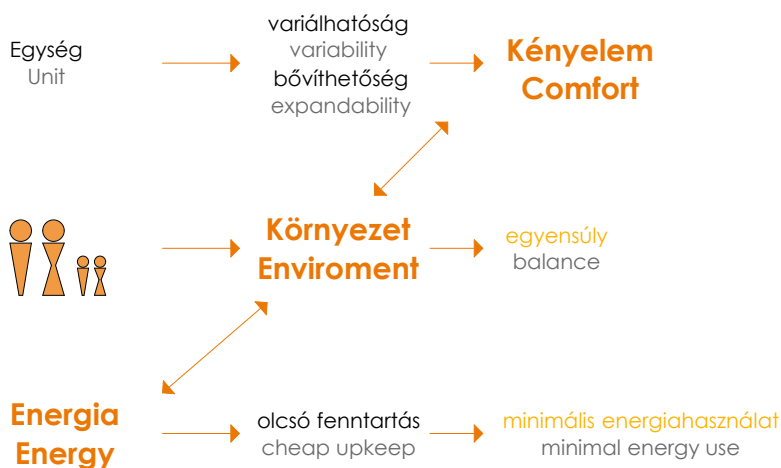 Egység
Unit
variálhatóság
variability
bővíthetőség
expandability
Kényelem
Comfort
Környezet
Enviroment
egyensúly
balance
Energia
Energy
olcsó fenntartás
cheap upkeep
minimális energiahasználat
minimal energy use